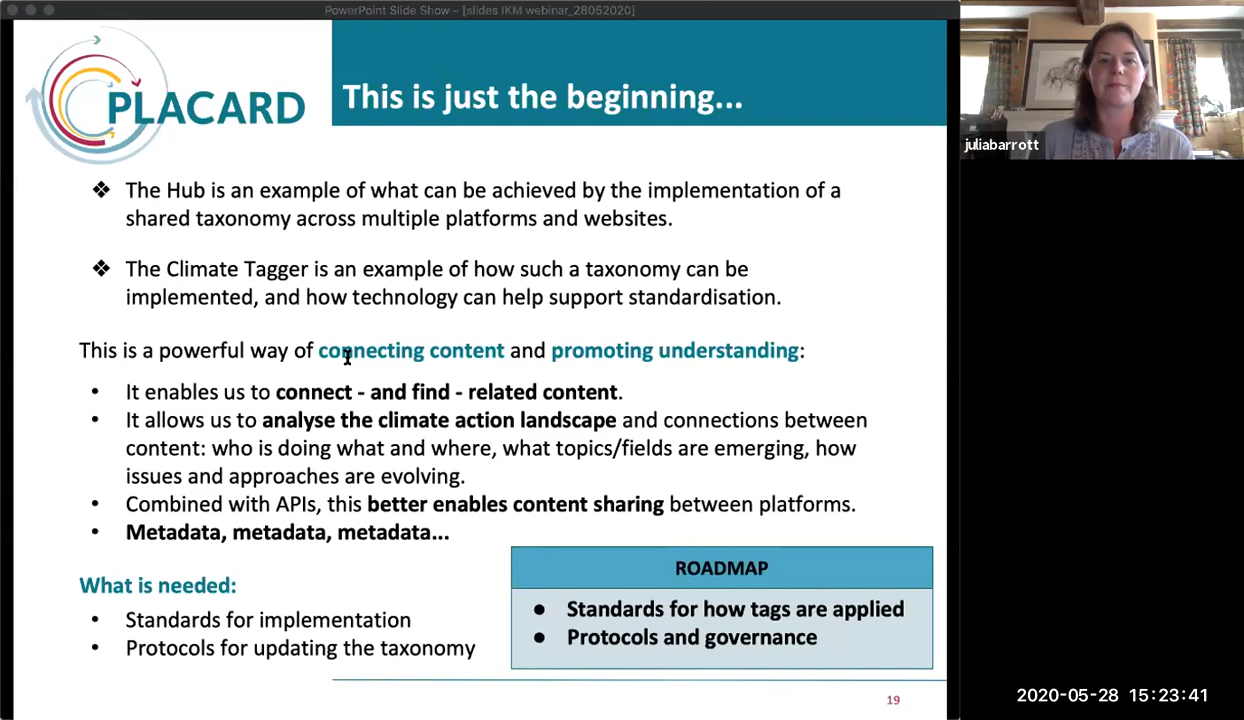 PowerPoint Slide Show – [slides IKM webinar_28052020]
PLACARD
This is just the beginning...
juliabarrott
❖ The Hub is an example of what can be achieved by the implementation of a
shared taxonomy across multiple platforms and websites.
❖ The Climate Tagger is an example of how such a taxonomy can be
implemented, and how technology can help support standardisation.
This is a powerful way of connecting content and promoting understanding:
• It enables us to connect - and find - related content.
• It allows us to analyse the climate action landscape and connections between
content: who is doing what and where, what topics/fields are emerging, how
issues and approaches are evolving.
• Combined with APIs, this better enables content sharing between platforms.
• Metadata, metadata, metadata...
What is needed:
• Standards for implementation
• Protocols for updating the taxonomy
ROADMAP
● Standards for how tags are applied
● Protocols and governance
19
2020-05-28 15:23:41